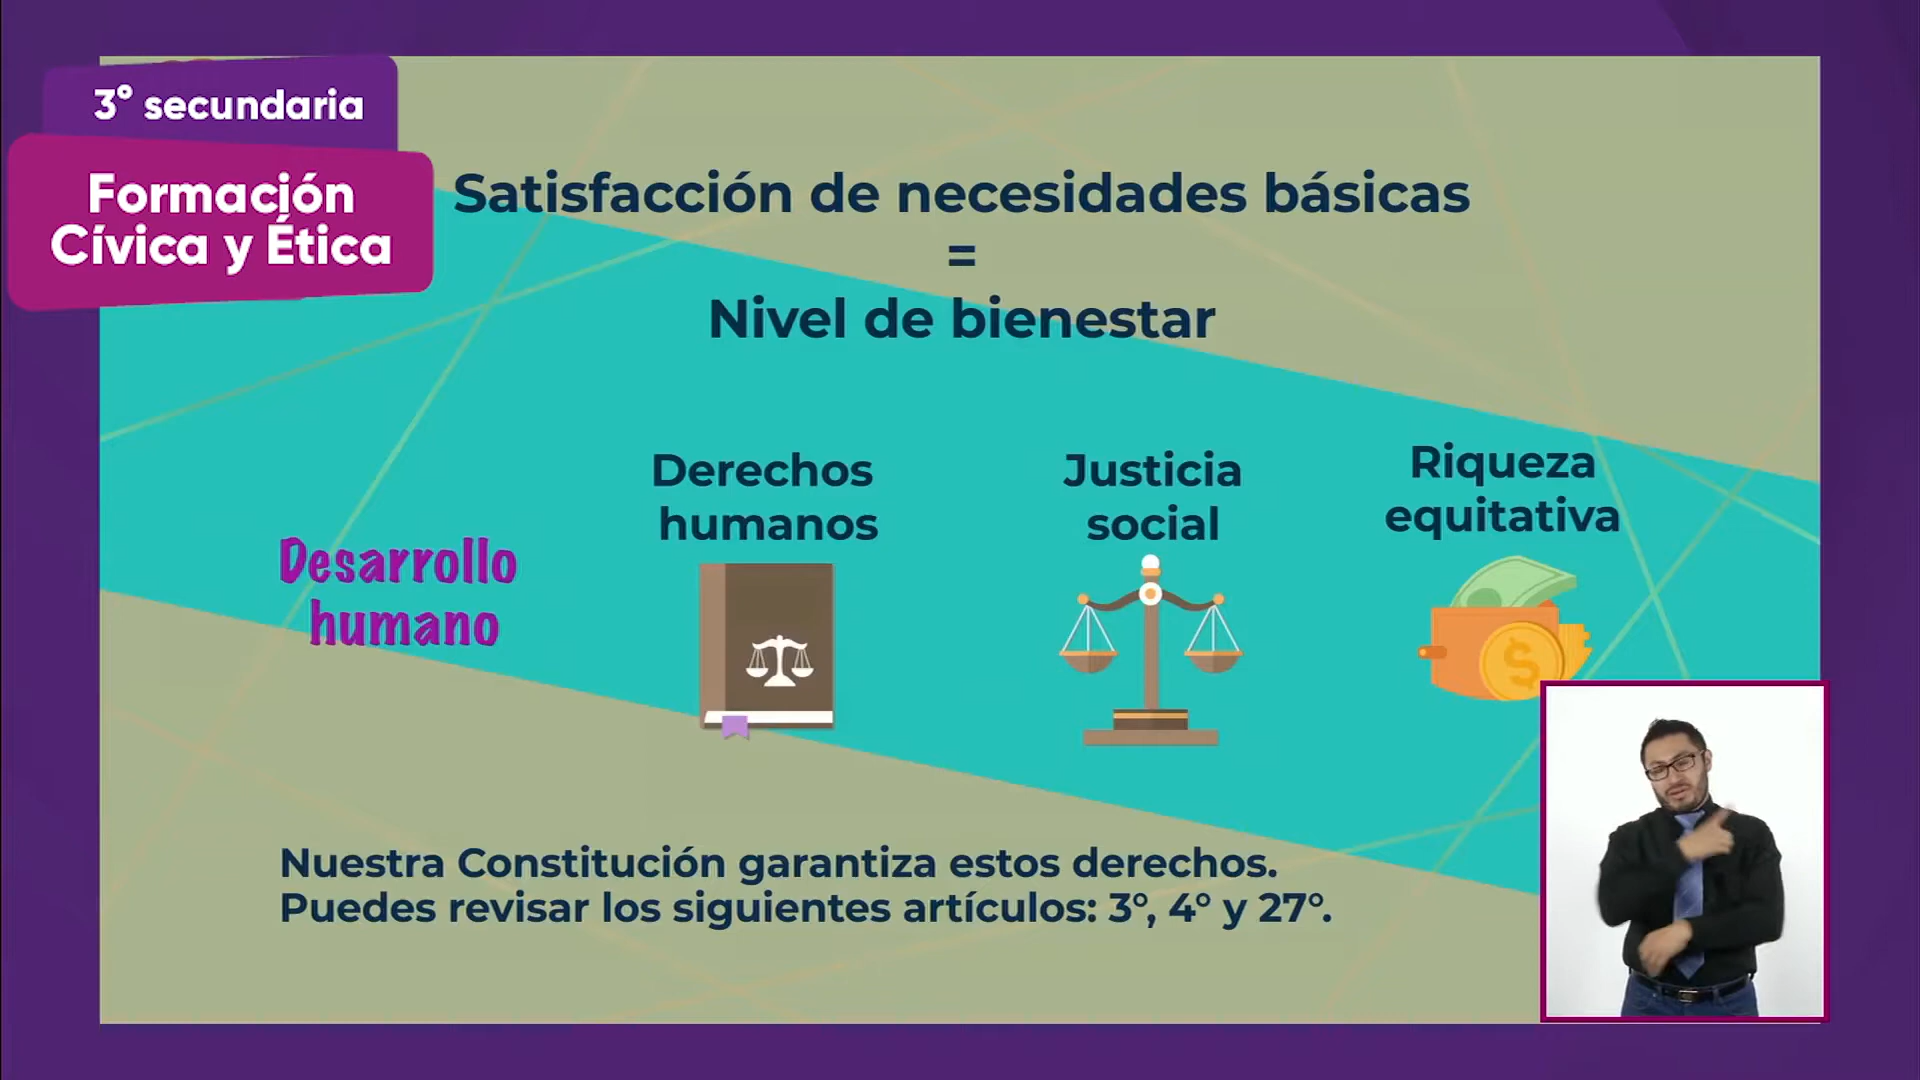 3° secundaria
Formación
Cívica y Ética
Satisfacción de necesidades básicas
=
Nivel de bienestar
Desarrollo
humano
Derechos
humanos
Justicia
social
Riqueza
equitativa
$
Nuestra Constitución garantiza estos derechos.
Puedes revisar los siguientes artículos: 3°, 4° y 27°.